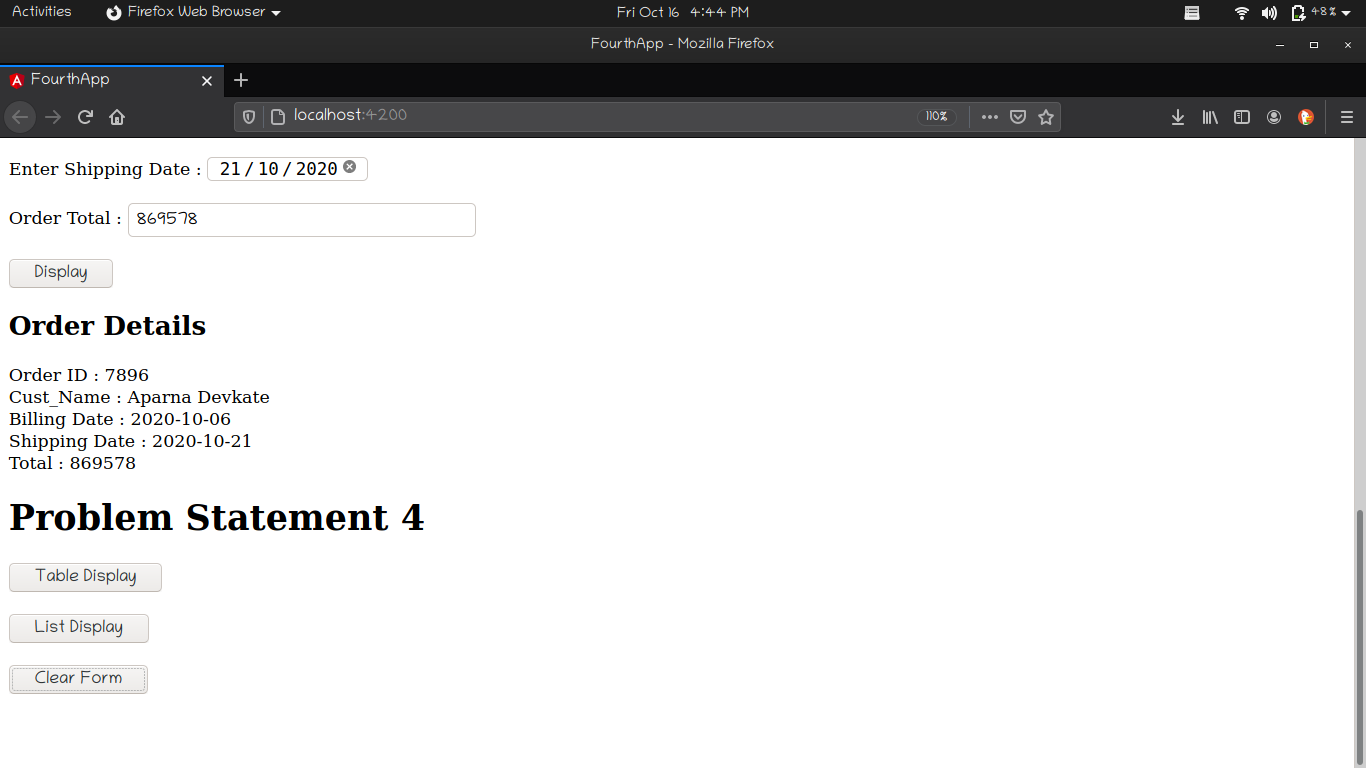 Activities Firefox Web Browser Fri Oct 16 4:44 PM 48%
FourthApp - Mozilla Firefox
FourthApp
localhost:4200 110%
Enter Shipping Date : 21 / 10 / 2020
Order Total : 869578
Display
Order Details
Order ID : 7896
Cust_Name : Aparna Devkate
Billing Date : 2020-10-06
Shipping Date : 2020-10-21
Total : 869578
Problem Statement 4
Table Display
List Display
Clear Form